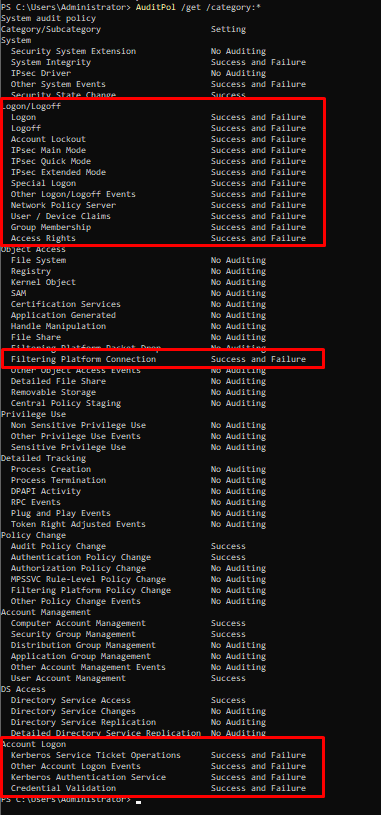 PS C:\Users\Administrator> AuditPol /get /category:*
System audit policy
Category/Subcategory Setting
System
Security System Extension No Auditing
System Integrity Success and Failure
IPsec Driver No Auditing
Other System Events Success and Failure
Security State Change Success
Logon/Logoff
Logon Success and Failure
Logoff Success and Failure
Account Lockout Success and Failure
IPsec Main Mode Success and Failure
IPsec Quick Mode Success and Failure
IPsec Extended Mode Success and Failure
Special Logon Success and Failure
Other Logon/Logoff Events Success and Failure
Network Policy Server Success and Failure
User / Device Claims Success and Failure
Group Membership Success and Failure
Access Rights Success and Failure
Object Access
File System No Auditing
Registry No Auditing
Kernel Object No Auditing
SAM No Auditing
Certification Services No Auditing
Application Generated No Auditing
Handle Manipulation No Auditing
File Share No Auditing
Filtering Platform Packet Drop No Auditing
Filtering Platform Connection Success and Failure
Other Object Access Events No Auditing
Detailed File Share No Auditing
Removable Storage No Auditing
Central Policy Staging No Auditing
Privilege Use
Non Sensitive Privilege Use No Auditing
Other Privilege Use Events No Auditing
Sensitive Privilege Use No Auditing
Detailed Tracking
Process Creation No Auditing
Process Termination No Auditing
DPAPI Activity No Auditing
RPC Events No Auditing
Plug and Play Events No Auditing
Token Right Adjusted Events No Auditing
Policy Change
Audit Policy Change Success
Authentication Policy Change Success
Authorization Policy Change No Auditing
MPSSVC Rule-Level Policy Change No Auditing
Filtering Platform Policy Change No Auditing
Other Policy Change Events No Auditing
Account Management
Computer Account Management Success
Security Group Management Success
Distribution Group Management No Auditing
Application Group Management No Auditing
Other Account Management Events No Auditing
User Account Management Success
DS Access
Directory Service Access Success
Directory Service Changes No Auditing
Directory Service Replication No Auditing
Detailed Directory Service Replication No Auditing
Account Logon
Kerberos Service Ticket Operations Success and Failure
Other Account Logon Events Success and Failure
Kerberos Authentication Service Success and Failure
Credential Validation Success and Failure
PS C:\Users\Administrator>